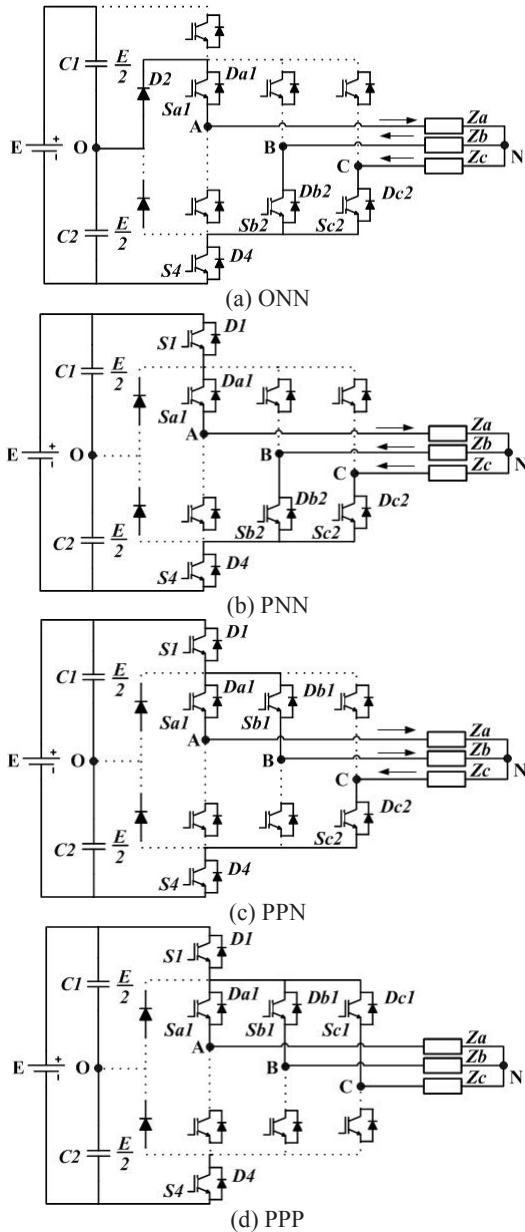 C1 E/2
D2
Da1
Sa1
A
Za
E + - O
B
Zb
C
Zc
N
Db2
Dc2
C2 E/2
Sb2
Sc2
S4 D4
(a) ONN
D1
S1
C1 E/2
Da1
Sa1
A
Za
E + - O
B
Zb
C
Zc
N
Db2
Dc2
C2 E/2
Sb2
Sc2
S4 D4
(b) PNN
D1
S1
C1 E/2
Da1
Db1
Sa1
Sb1
A
Za
E + - O
B
Zb
C
Zc
N
Dc2
C2 E/2
Sc2
S4 D4
(c) PPN
D1
S1
C1 E/2
Da1
Db1
Dc1
Sa1
Sb1
Sc1
A
Za
E + - O
B
Zb
C
Zc
N
C2 E/2
S4 D4
(d) PPP